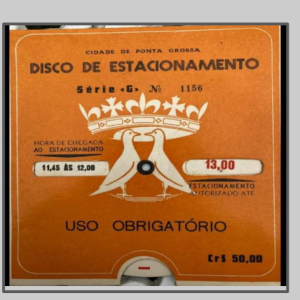 CIDADE DE PONTA GROSSA
DISCO DE ESTACIONAMENTO
Série «G» Nº 1156
HORA DE CHEGADA
AO ESTACIONAMENTO
11,45 ÀS 12,00
13,00
ESTACIONAMENTO
AUTORIZADO ATÉ
USO OBRIGATÓRIO
Cr$ 50,00